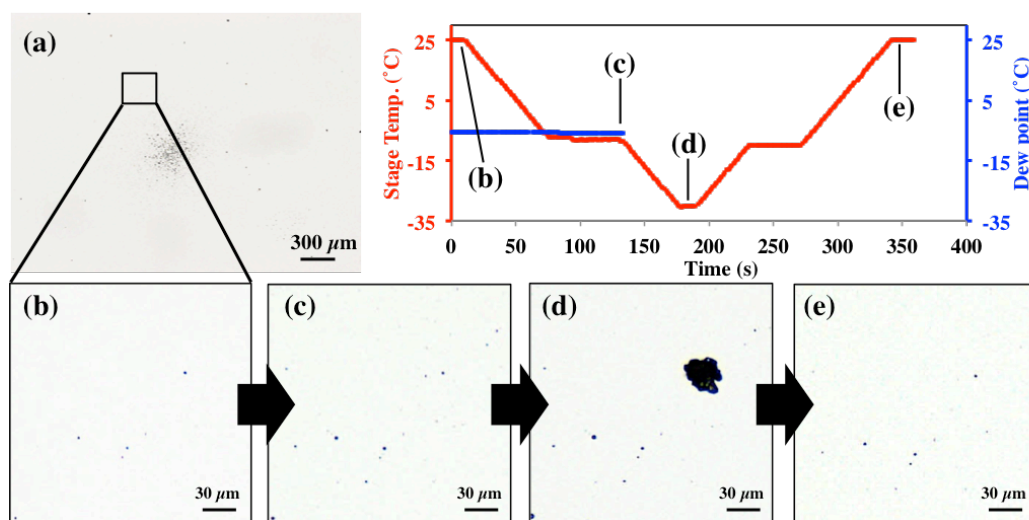 (a)
300 µm
Stage Temp. (˚C)
25
5
-15
-35
(b)
(c)
(d)
(e)
25
5
-15
-35
Dew point (˚C)
0 50 100 150 200 250 300 350 400
Time (s)
(b)
30 µm
(c)
30 µm
(d)
30 µm
(e)
30 µm